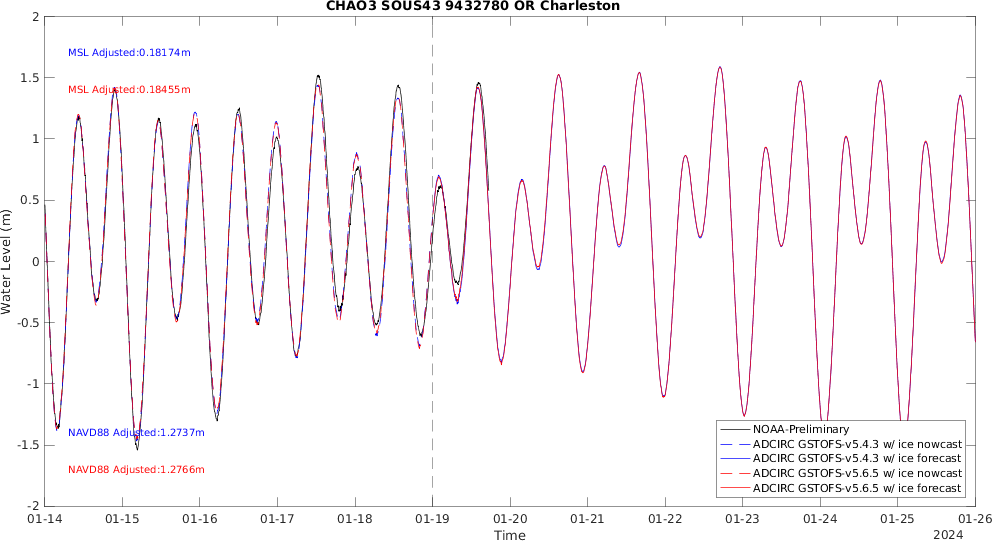 CHAO3 SOUS43 9432780 OR Charleston
MSL Adjusted:0.18174m
MSL Adjusted:0.18455m
NAVD88 Adjusted:1.2737m
NAVD88 Adjusted:1.2766m
Water Level (m)
2
1.5
1
0.5
0
-0.5
-1
-1.5
-2
NOAA-Preliminary
ADCIRC GSTOFS-v5.4.3 w/ ice nowcast
ADCIRC GSTOFS-v5.4.3 w/ ice forecast
ADCIRC GSTOFS-v5.6.5 w/ ice nowcast
ADCIRC GSTOFS-v5.6.5 w/ ice forecast
01-14 01-15 01-16 01-17 01-18 01-19 01-20 01-21 01-22 01-23 01-24 01-25 01-26
Time
2024